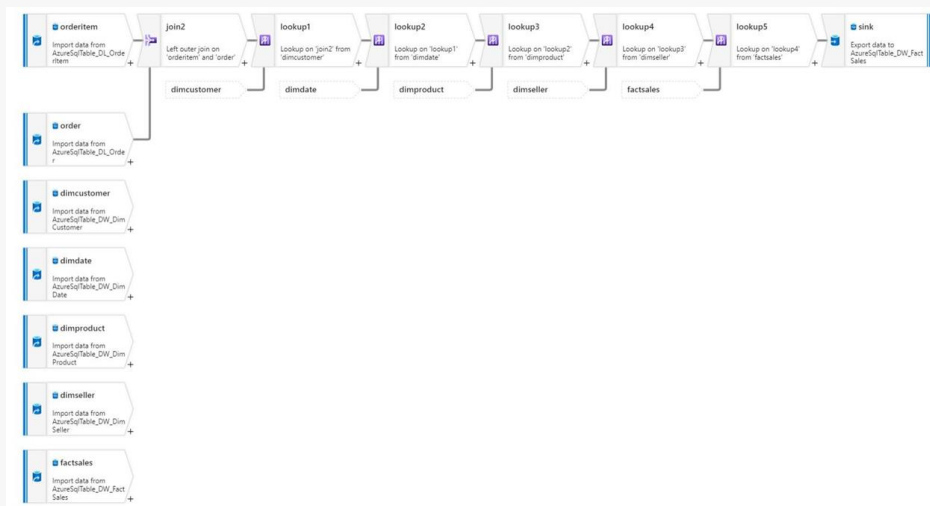 orderitem
Import data from
AzureSqlTable_DL_Orde
rItem
+
join2
Left outer join on
'orderitem' and 'order'
+
lookup1
Lookup on 'join2' from
'dimcustomer'
+
lookup2
Lookup on 'lookup1'
from 'dimdate'
+
lookup3
Lookup on 'lookup2'
from 'dimproduct'
+
lookup4
Lookup on 'lookup3'
from 'dimseller'
+
lookup5
Lookup on 'lookup4'
from 'factsales'
+
sink
Export data to
AzureSqlTable_DW_Fact
Sales
dimcustomer
dimdate
dimproduct
dimseller
factsales
order
Import data from
AzureSqlTable_DL_Orde
r
+
dimcustomer
Import data from
AzureSqlTable_DW_Dim
Customer
+
dimdate
Import data from
AzureSqlTable_DW_Dim
Date
+
dimproduct
Import data from
AzureSqlTable_DW_Dim
Product
+
dimseller
Import data from
AzureSqlTable_DW_Dim
Seller
+
factsales
Import data from
AzureSqlTable_DW_Fact
Sales
+